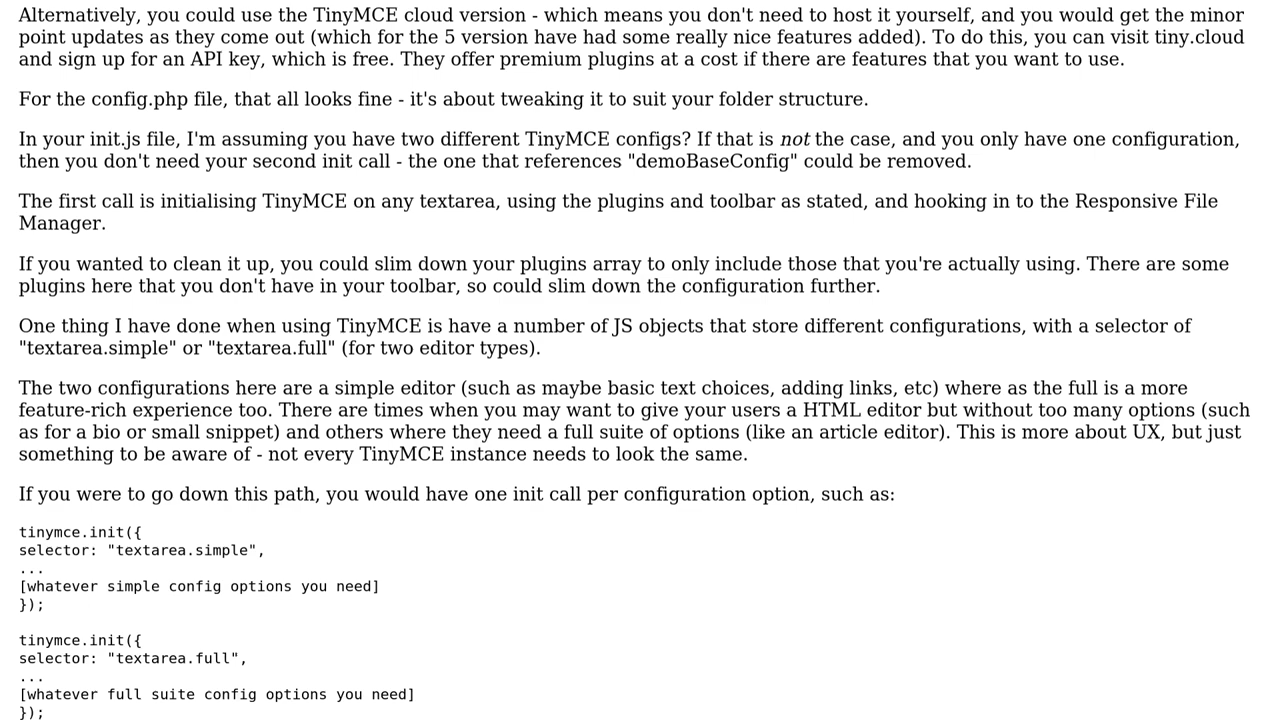 Alternatively, you could use the TinyMCE cloud version - which means you don't need to host it yourself, and you would get the minor
point updates as they come out (which for the 5 version have had some really nice features added). To do this, you can visit tiny.cloud
and sign up for an API key, which is free. They offer premium plugins at a cost if there are features that you want to use.
For the config.php file, that all looks fine - it's about tweaking it to suit your folder structure.
In your init.js file, I'm assuming you have two different TinyMCE configs? If that is not the case, and you only have one configuration,
then you don't need your second init call - the one that references "demoBaseConfig" could be removed.
The first call is initialising TinyMCE on any textarea, using the plugins and toolbar as stated, and hooking in to the Responsive File
Manager.
If you wanted to clean it up, you could slim down your plugins array to only include those that you're actually using. There are some
plugins here that you don't have in your toolbar, so could slim down the configuration further.
One thing I have done when using TinyMCE is have a number of JS objects that store different configurations, with a selector of
"textarea.simple" or "textarea.full" (for two editor types).
The two configurations here are a simple editor (such as maybe basic text choices, adding links, etc) where as the full is a more
feature-rich experience too. There are times when you may want to give your users a HTML editor but without too many options (such
as for a bio or small snippet) and others where they need a full suite of options (like an article editor). This is more about UX, but just
something to be aware of - not every TinyMCE instance needs to look the same.
If you were to go down this path, you would have one init call per configuration option, such as:
tinymce.init({
selector: "textarea.simple",
...
[whatever simple config options you need]
});
tinymce.init({
selector: "textarea.full",
...
[whatever full suite config options you need]
});